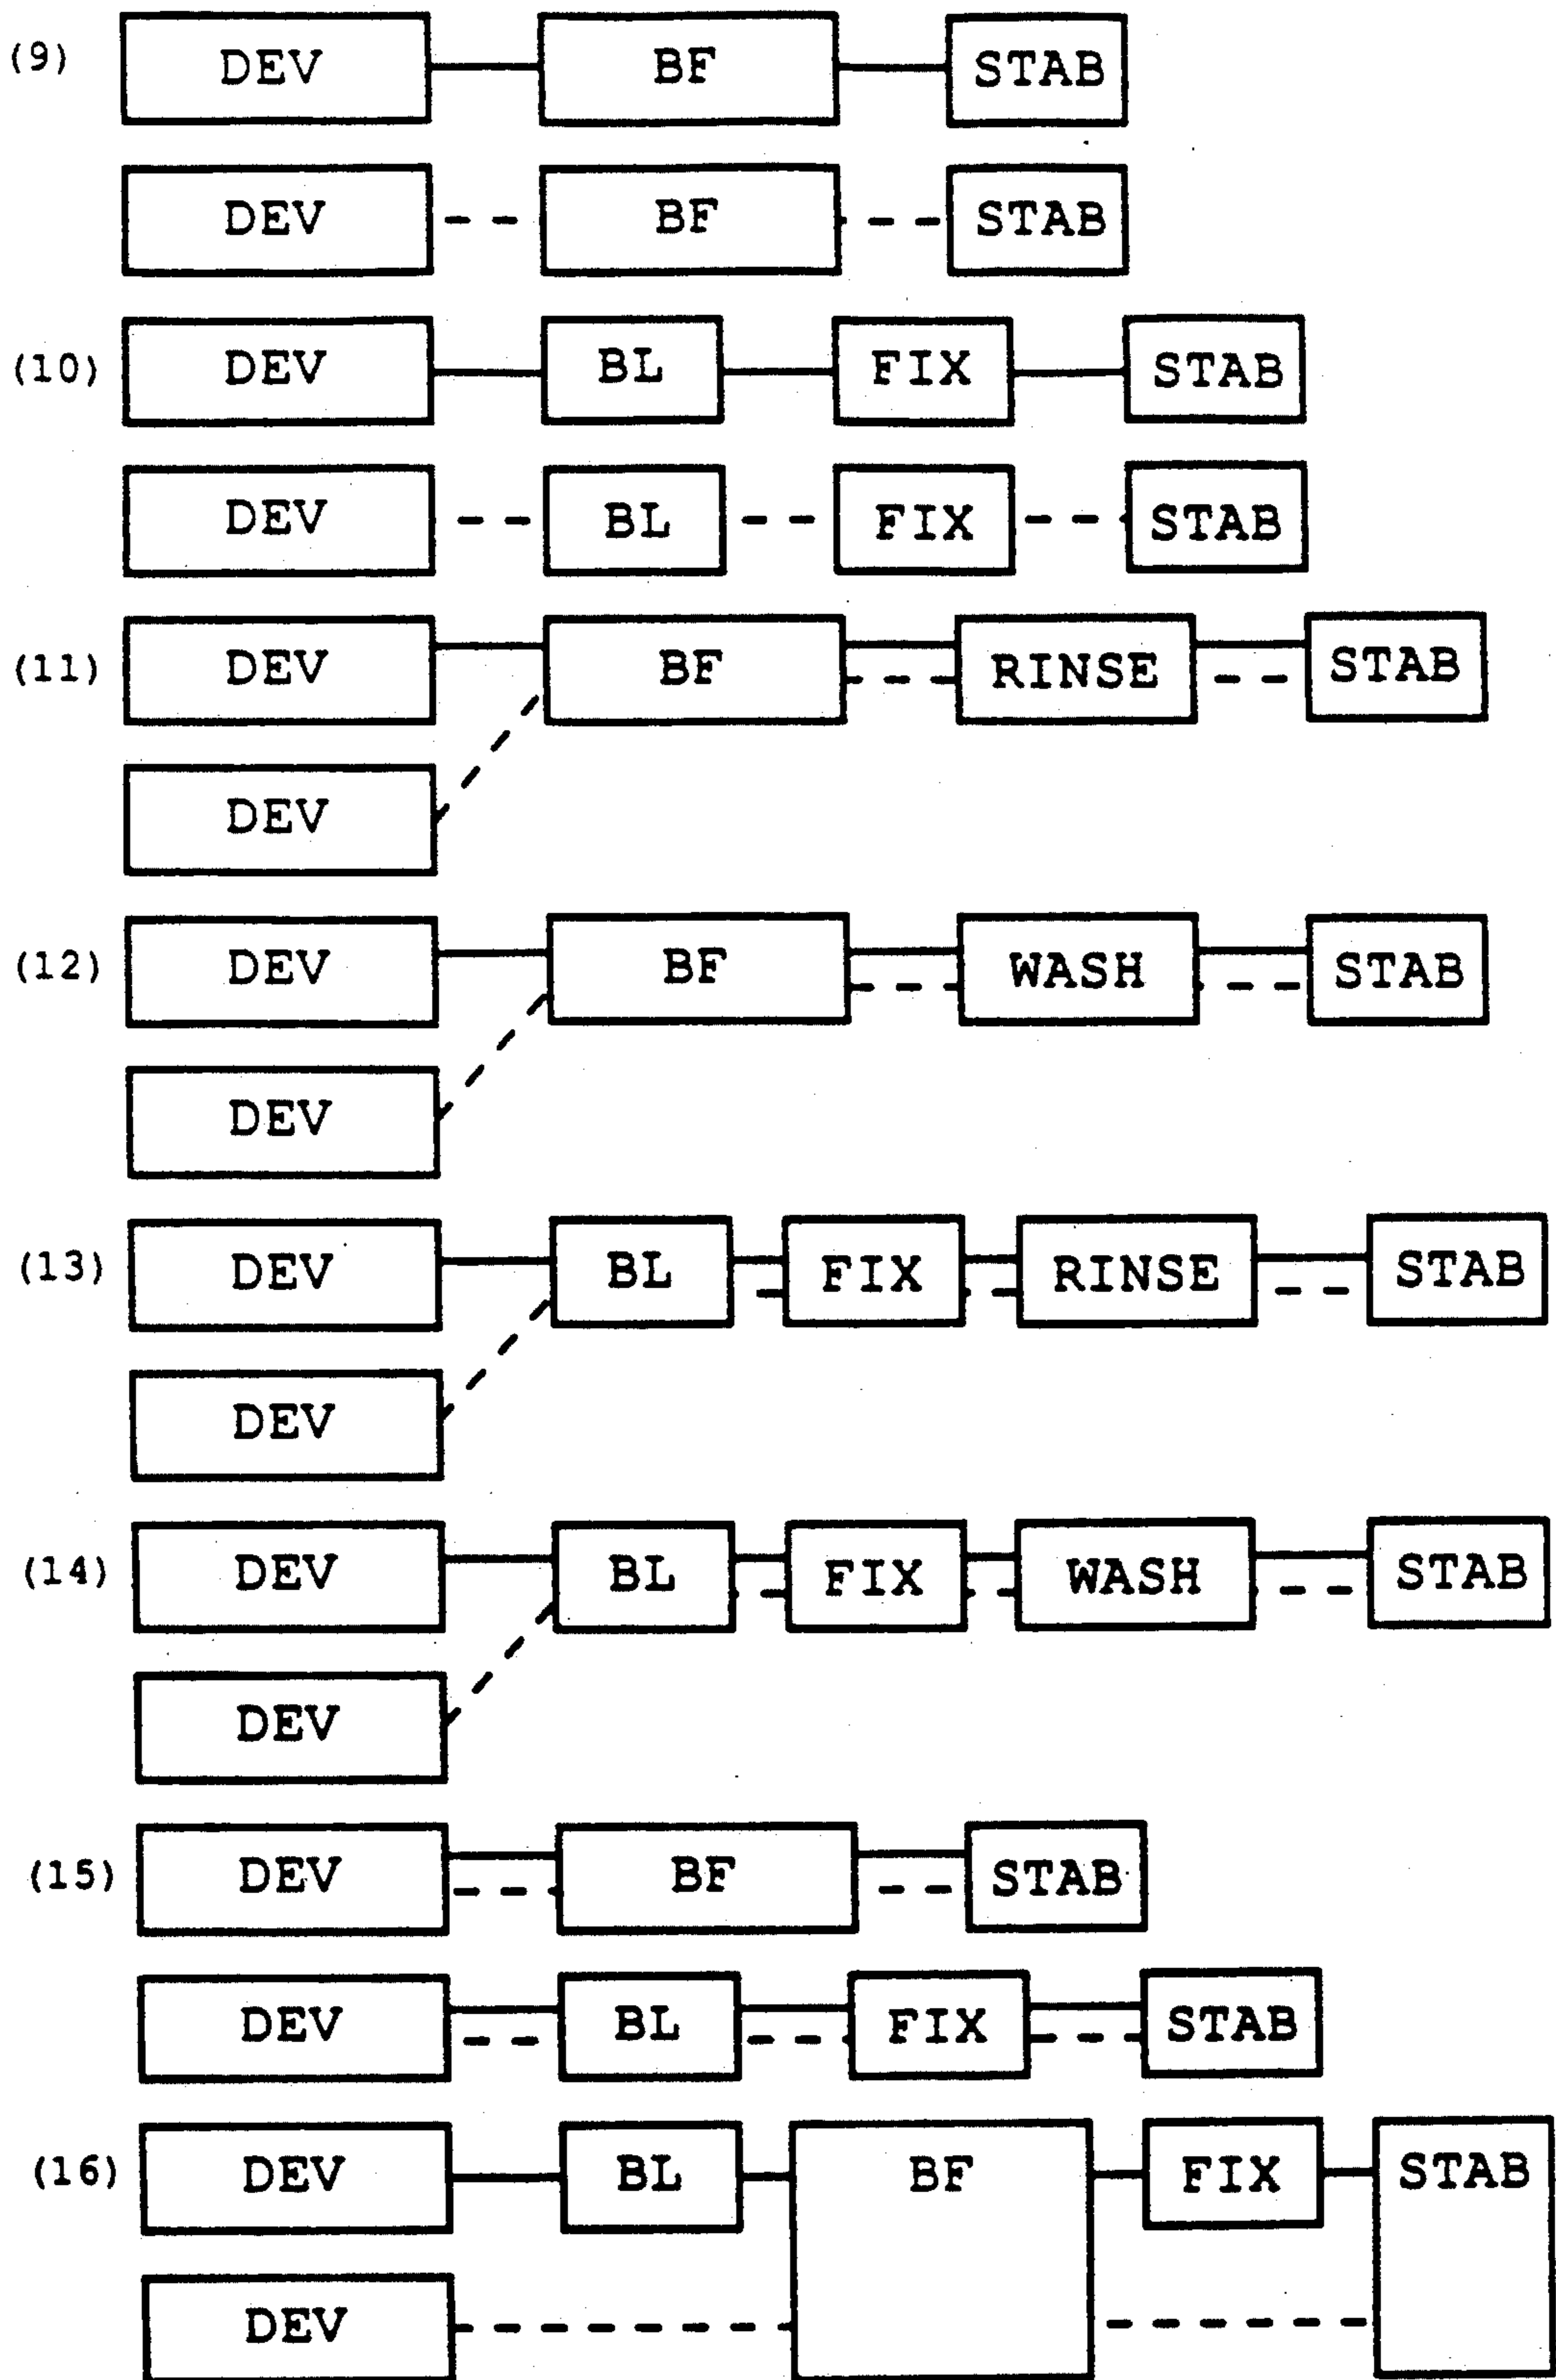 (9) DEV BF STAB
DEV BF STAB
(10) DEV BL FIX STAB
DEV BL FIX STAB
(11) DEV BF RINSE STAB
DEV
(12) DEV BF WASH STAB
DEV
(13) DEV BL FIX RINSE STAB
DEV
(14) DEV BL FIX WASH STAB
DEV
(15) DEV BF STAB
DEV BL FIX STAB
(16) DEV BL BF FIX STAB
DEV